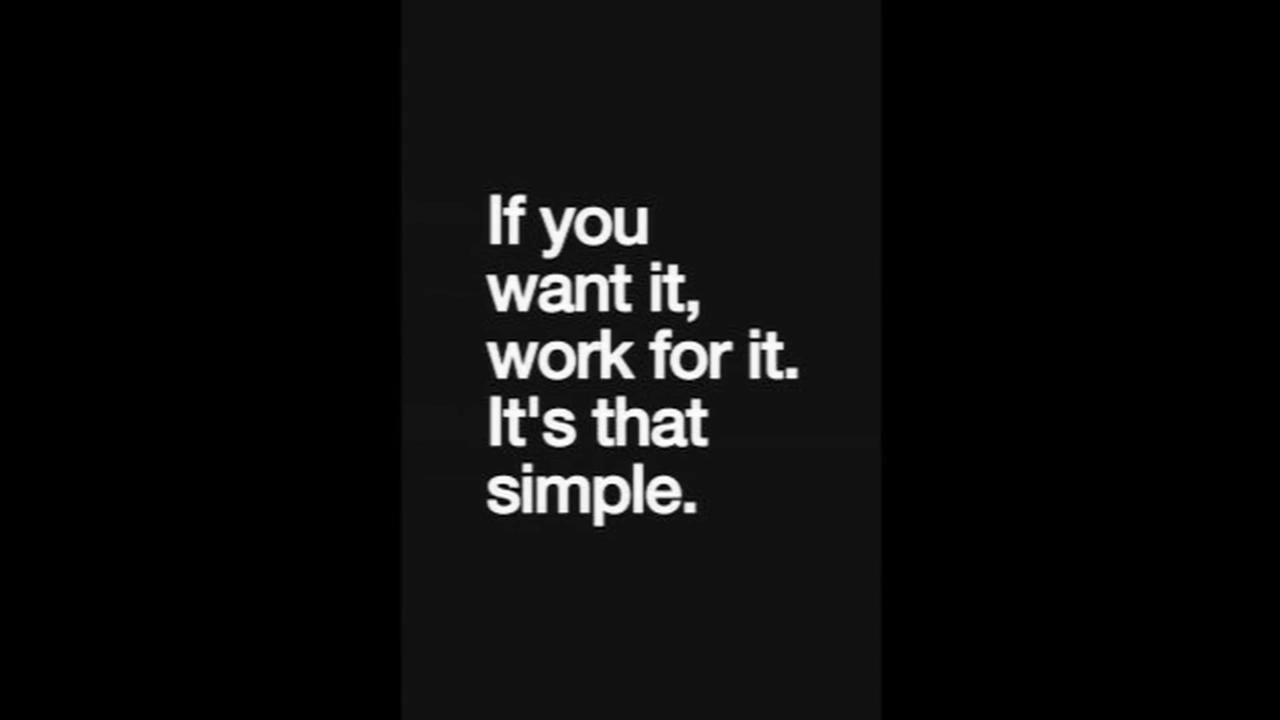 If you
want it,
work for it.
It's that
simple.